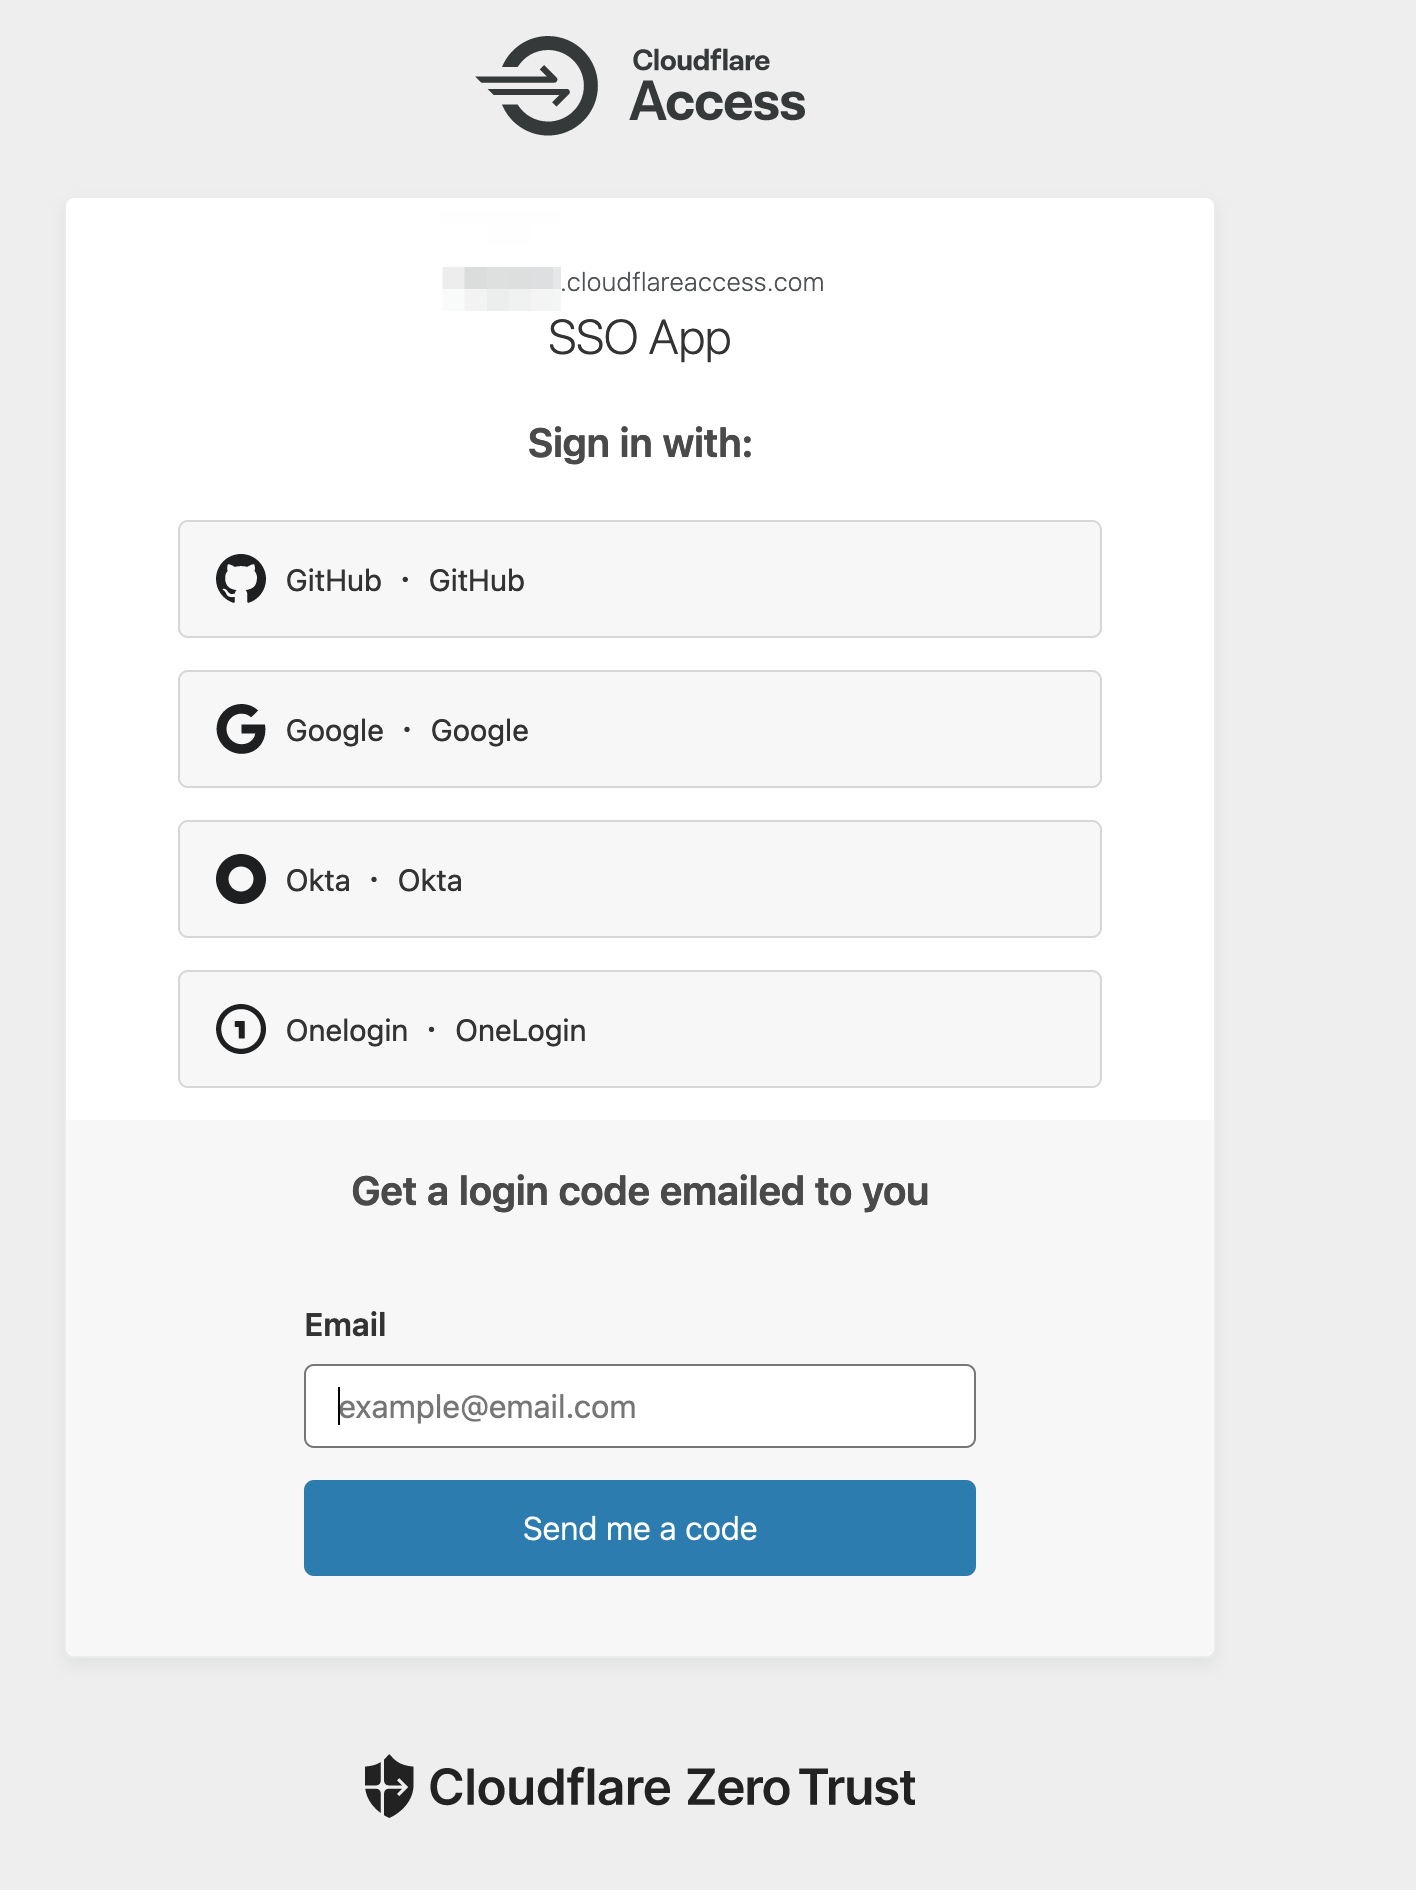 Cloudflare
Access
.cloudflareaccess.com
SSO App
Sign in with:
GitHub · GitHub
Google · Google
Okta · Okta
Onelogin · OneLogin
Get a login code emailed to you
Email
example@email.com
Send me a code
Cloudflare Zero Trust